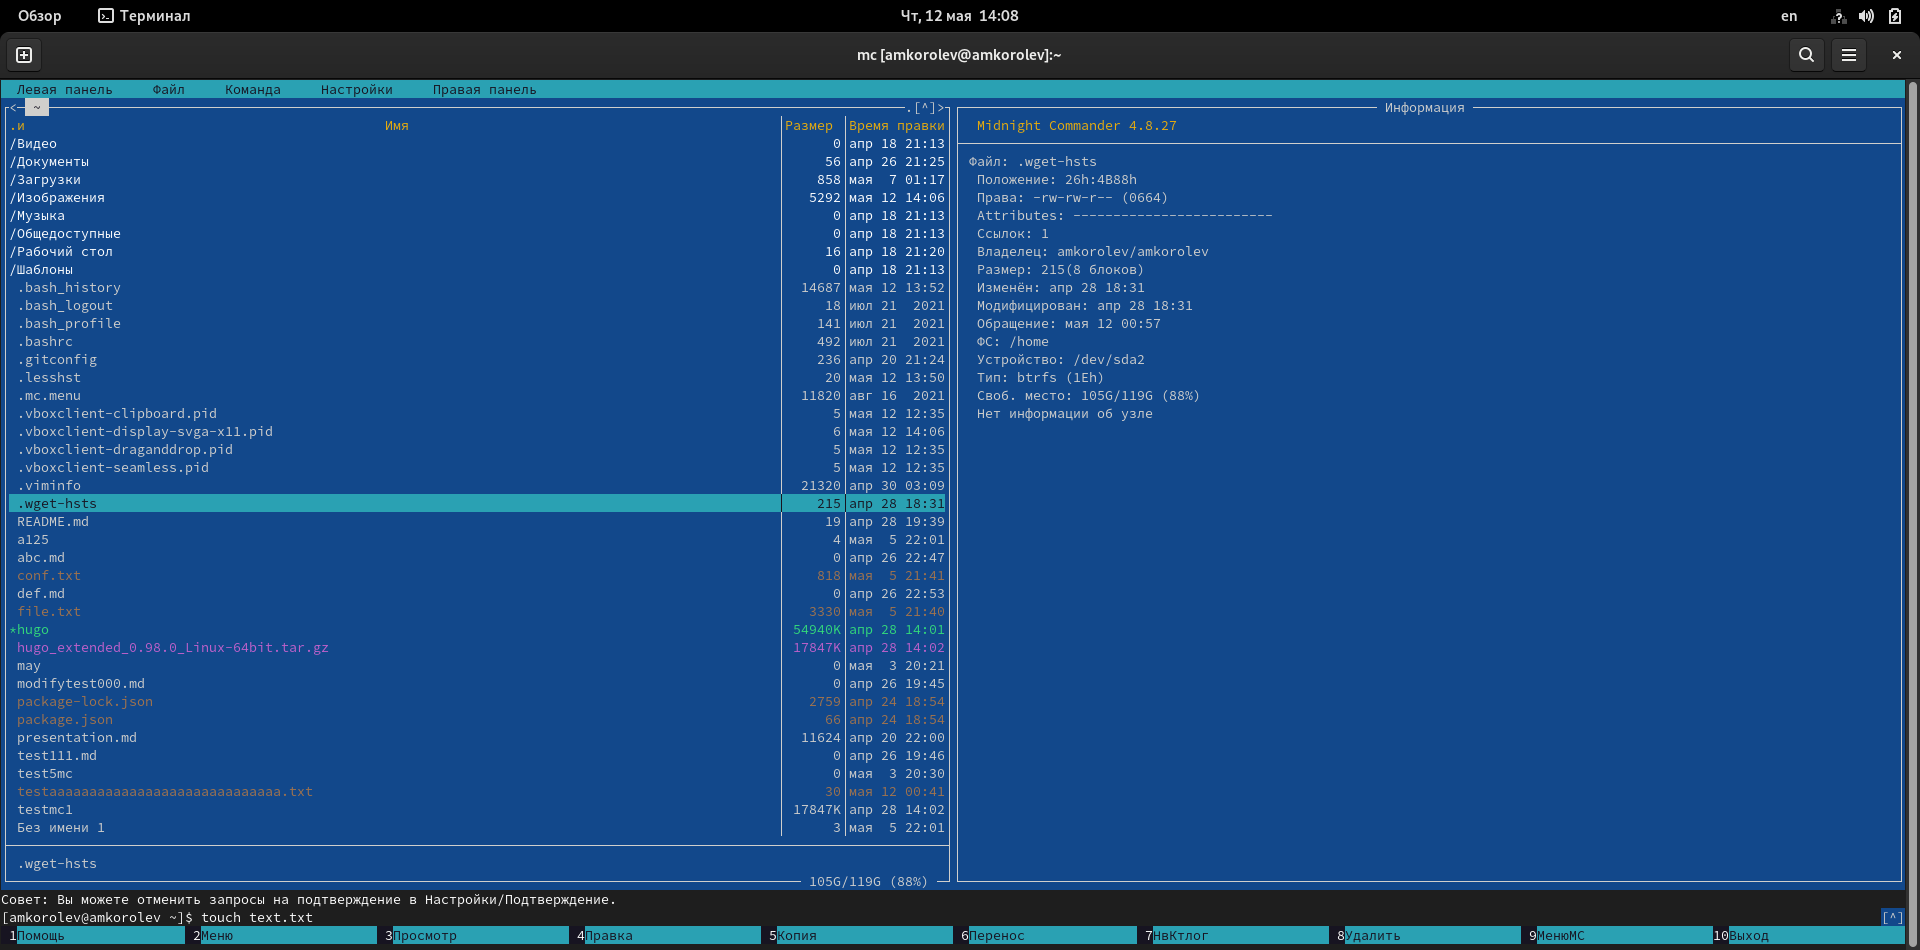 Обзор Терминал Чт, 12 мая 14:08 en
mc [amkorolev@amkorolev]:~
Левая панель Файл Команда Настройки Правая панель
<─ ~ .[^]> Информация
.и Имя Размер Время правки Midnight Commander 4.8.27
/Видео 0 апр 18 21:13
/Документы 56 апр 26 21:25 Файл: .wget-hsts
/Загрузки 858 мая 7 01:17 Положение: 26h:4B88h
/Изображения 5292 мая 12 14:06 Права: -rw-rw-r-- (0664)
/Музыка 0 апр 18 21:13 Attributes: -------------------------
/Общедоступные 0 апр 18 21:13 Ссылок: 1
/Рабочий стол 16 апр 18 21:20 Владелец: amkorolev/amkorolev
/Шаблоны 0 апр 18 21:13 Размер: 215(8 блоков)
.bash_history 14687 мая 12 13:52 Изменён: апр 28 18:31
.bash_logout 18 июл 21 2021 Модифицирован: апр 28 18:31
.bash_profile 141 июл 21 2021 Обращение: мая 12 00:57
.bashrc 492 июл 21 2021 ФС: /home
.gitconfig 236 апр 20 21:24 Устройство: /dev/sda2
.lesshst 20 мая 12 13:50 Тип: btrfs (1Eh)
.mc.menu 11820 авг 16 2021 Своб. место: 105G/119G (88%)
.vboxclient-clipboard.pid 5 мая 12 12:35 Нет информации об узле
.vboxclient-display-svga-x11.pid 6 мая 12 14:06
.vboxclient-draganddrop.pid 5 мая 12 12:35
.vboxclient-seamless.pid 5 мая 12 12:35
.viminfo 21320 апр 30 03:09
.wget-hsts 215 апр 28 18:31
README.md 19 апр 28 19:39
a125 4 мая 5 22:01
abc.md 0 апр 26 22:47
conf.txt 818 мая 5 21:41
def.md 0 апр 26 22:53
file.txt 3330 мая 5 21:40
*hugo 54940K апр 28 14:01
hugo_extended_0.98.0_Linux-64bit.tar.gz 17847K апр 28 14:02
may 0 мая 3 20:21
modifytest000.md 0 апр 26 19:45
package-lock.json 2759 апр 24 18:54
package.json 66 апр 24 18:54
presentation.md 11624 апр 20 22:00
test111.md 0 апр 26 19:46
test5mc 0 мая 3 20:30
testaaaaaaaaaaaaaaaaaaaaaaaaaaaaa.txt 30 мая 12 00:41
testmc1 17847K апр 28 14:02
Без имени 1 3 мая 5 22:01
.wget-hsts
105G/119G (88%)
Совет: Вы можете отменить запросы на подтверждение в Настройки/Подтверждение.
[amkorolev@amkorolev ~]$ touch text.txt [^]
1Помощь 2Меню 3Просмотр 4Правка 5Копия 6Перенос 7НвКтлог 8Удалить 9МенюMC 10Выход